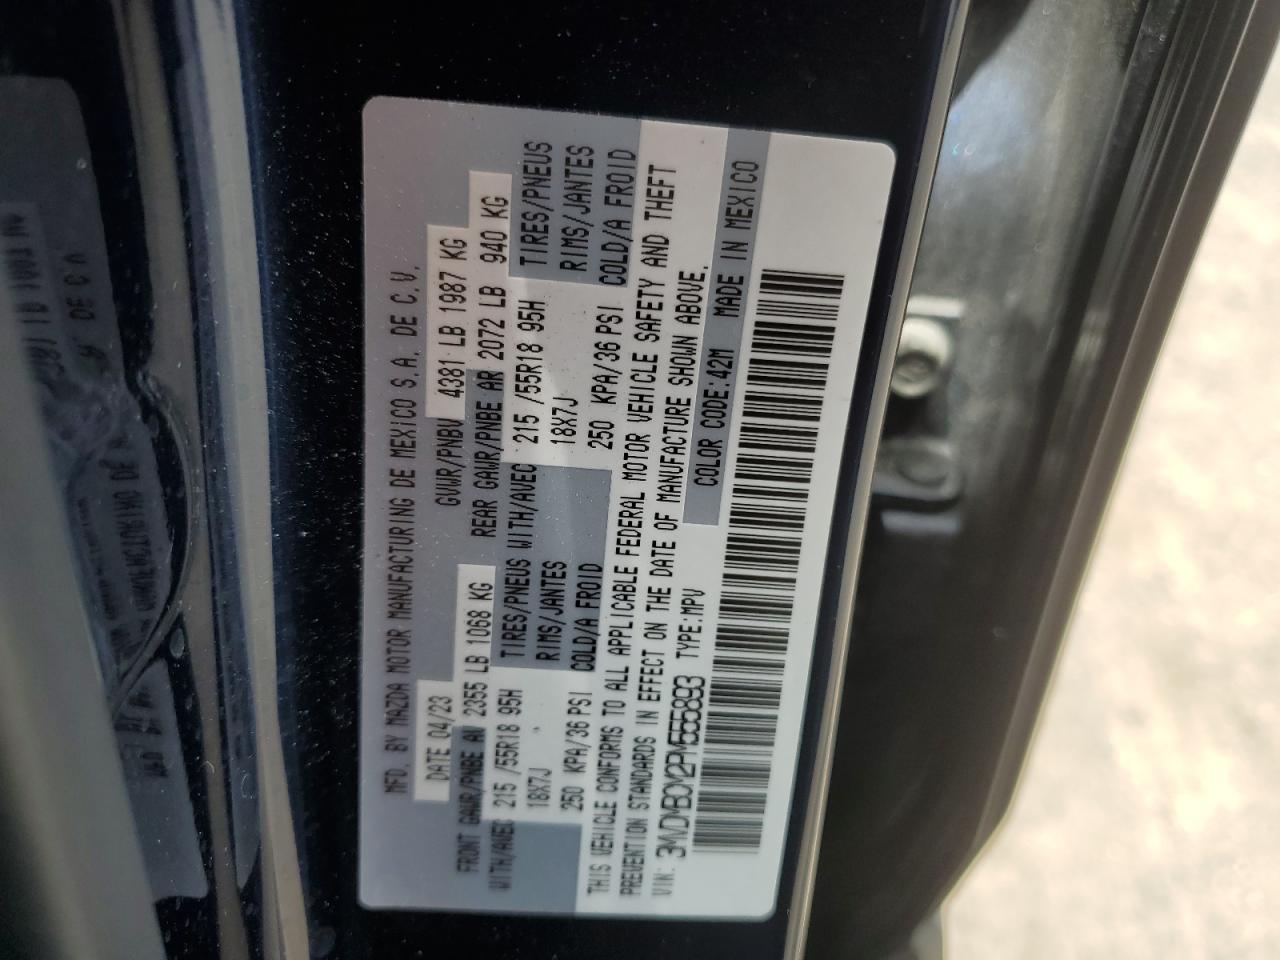 MFD. BY MAZDA MOTOR MANUFACTURING DE MEXICO S.A. DE C.V.
DATE 04/23 GVWR/PNBV 4381 LB 1987 KG
FRONT GAWR/PNBE AV 2355 LB 1068 KG REAR GAWR/PNBE AR 2072 LB 940 KG
WITH/AVEC 215 /55R18 95H TIRES/PNEUS WITH/AVEC 215 /55R18 95H TIRES/PNEUS
18X7J RIMS/JANTES 18X7J RIMS/JANTES
250 KPA/36 PSI COLD/A FROID 250 KPA/36 PSI COLD/A FROID
THIS VEHICLE CONFORMS TO ALL APPLICABLE FEDERAL MOTOR VEHICLE SAFETY AND THEFT
PREVENTION STANDARDS IN EFFECT ON THE DATE OF MANUFACTURE SHOWN ABOVE.
VIN: 3MVDMBCM2PM555893 TYPE:MPV COLOR CODE:42M MADE IN MEXICO